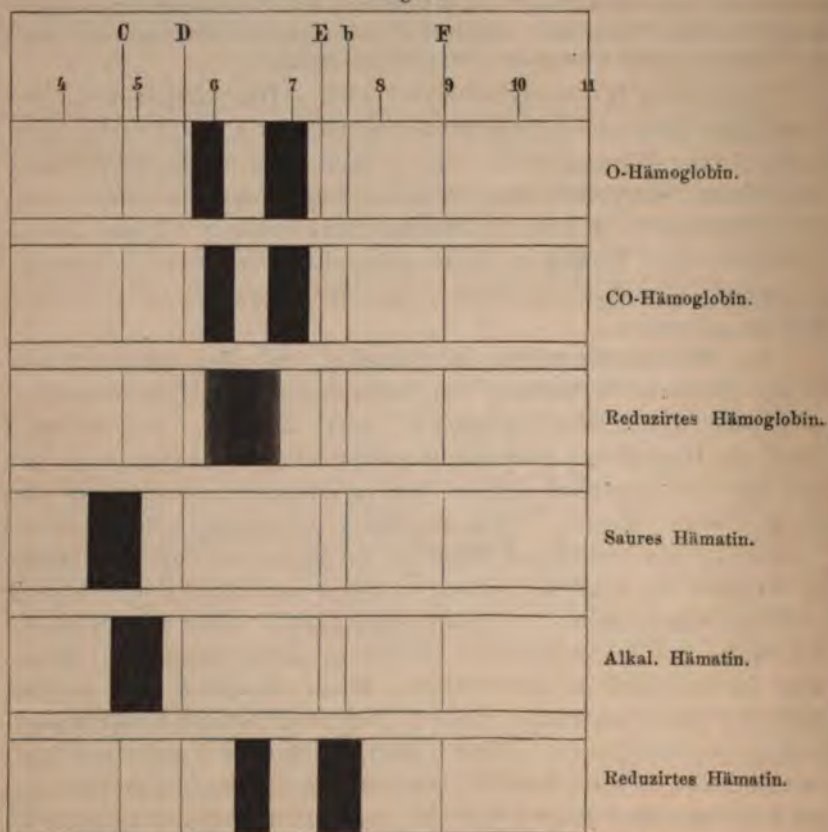 C D E b F
4 5 6 7 8 9 10 11
O-Hämoglobin.
CO-Hämoglobin.
Reduzirtes Hämoglobin.
Saures Hämatin.
Alkal. Hämatin.
Reduzirtes Hämatin.